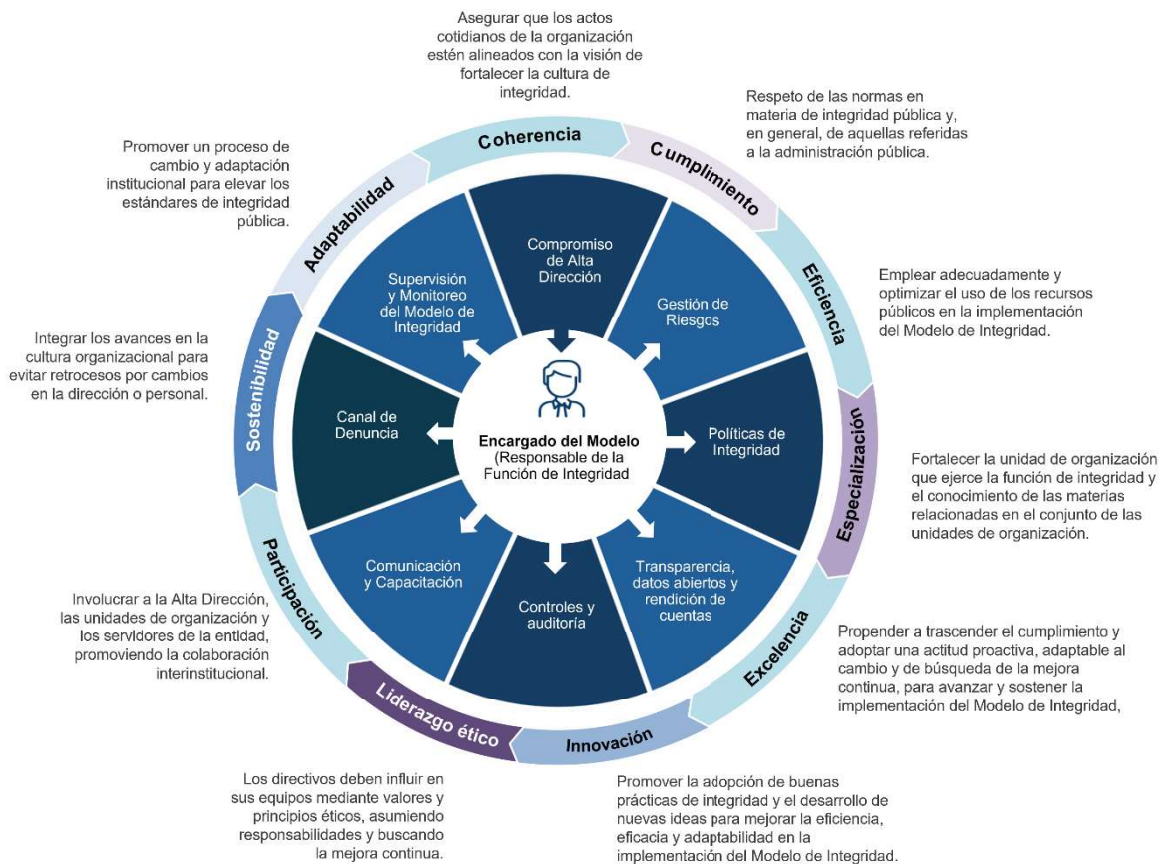 Asegurar que los actos
cotidianos de la organización
estén alineados con la visión de
fortalecer la cultura de
integridad.
Respeto de las normas en
materia de integridad pública y,
en general, de aquellas referidas
a la administración pública.
Promover un proceso de
cambio y adaptación
institucional para elevar los
estándares de integridad
pública.
Coherencia
Cumplimiento
Adaptabilidad
Eficiencia
Compromiso
de Alta
Dirección
Supervisión
y Monitoreo
del Modelo de
Integridad
Gestión de
Riesgos
Emplear adecuadamente y
optimizar el uso de los recursos
públicos en la implementación
del Modelo de Integridad.
Integrar los avances en la
cultura organizacional para
evitar retrocesos por cambios
en la dirección o personal.
Sostenibilidad
Canal de
Denuncia
Encargado del Modelo
(Responsable de la
Función de Integridad
Políticas de
Integridad
Especialización
Fortalecer la unidad de organización
que ejerce la función de integridad y
el conocimiento de las materias
relacionadas en el conjunto de las
unidades de organización.
Participación
Comunicación
y Capacitación
Controles y
auditoría
Transparencia,
datos abiertos y
rendición de
cuentas
Excelencia
Involucrar a la Alta Dirección,
las unidades de organización y
los servidores de la entidad,
promoviendo la colaboración
interinstitucional.
Propender a trascender el cumplimiento y
adoptar una actitud proactiva, adaptable al
cambio y de búsqueda de la mejora
continua, para avanzar y sostener la
implementación del Modelo de Integridad,
Liderazgo ético
Innovación
Los directivos deben influir en
sus equipos mediante valores y
principios éticos, asumiendo
responsabilidades y buscando
la mejora continua.
Promover la adopción de buenas
prácticas de integridad y el desarrollo de
nuevas ideas para mejorar la eficiencia,
eficacia y adaptabilidad en la
implementación del Modelo de Integridad.